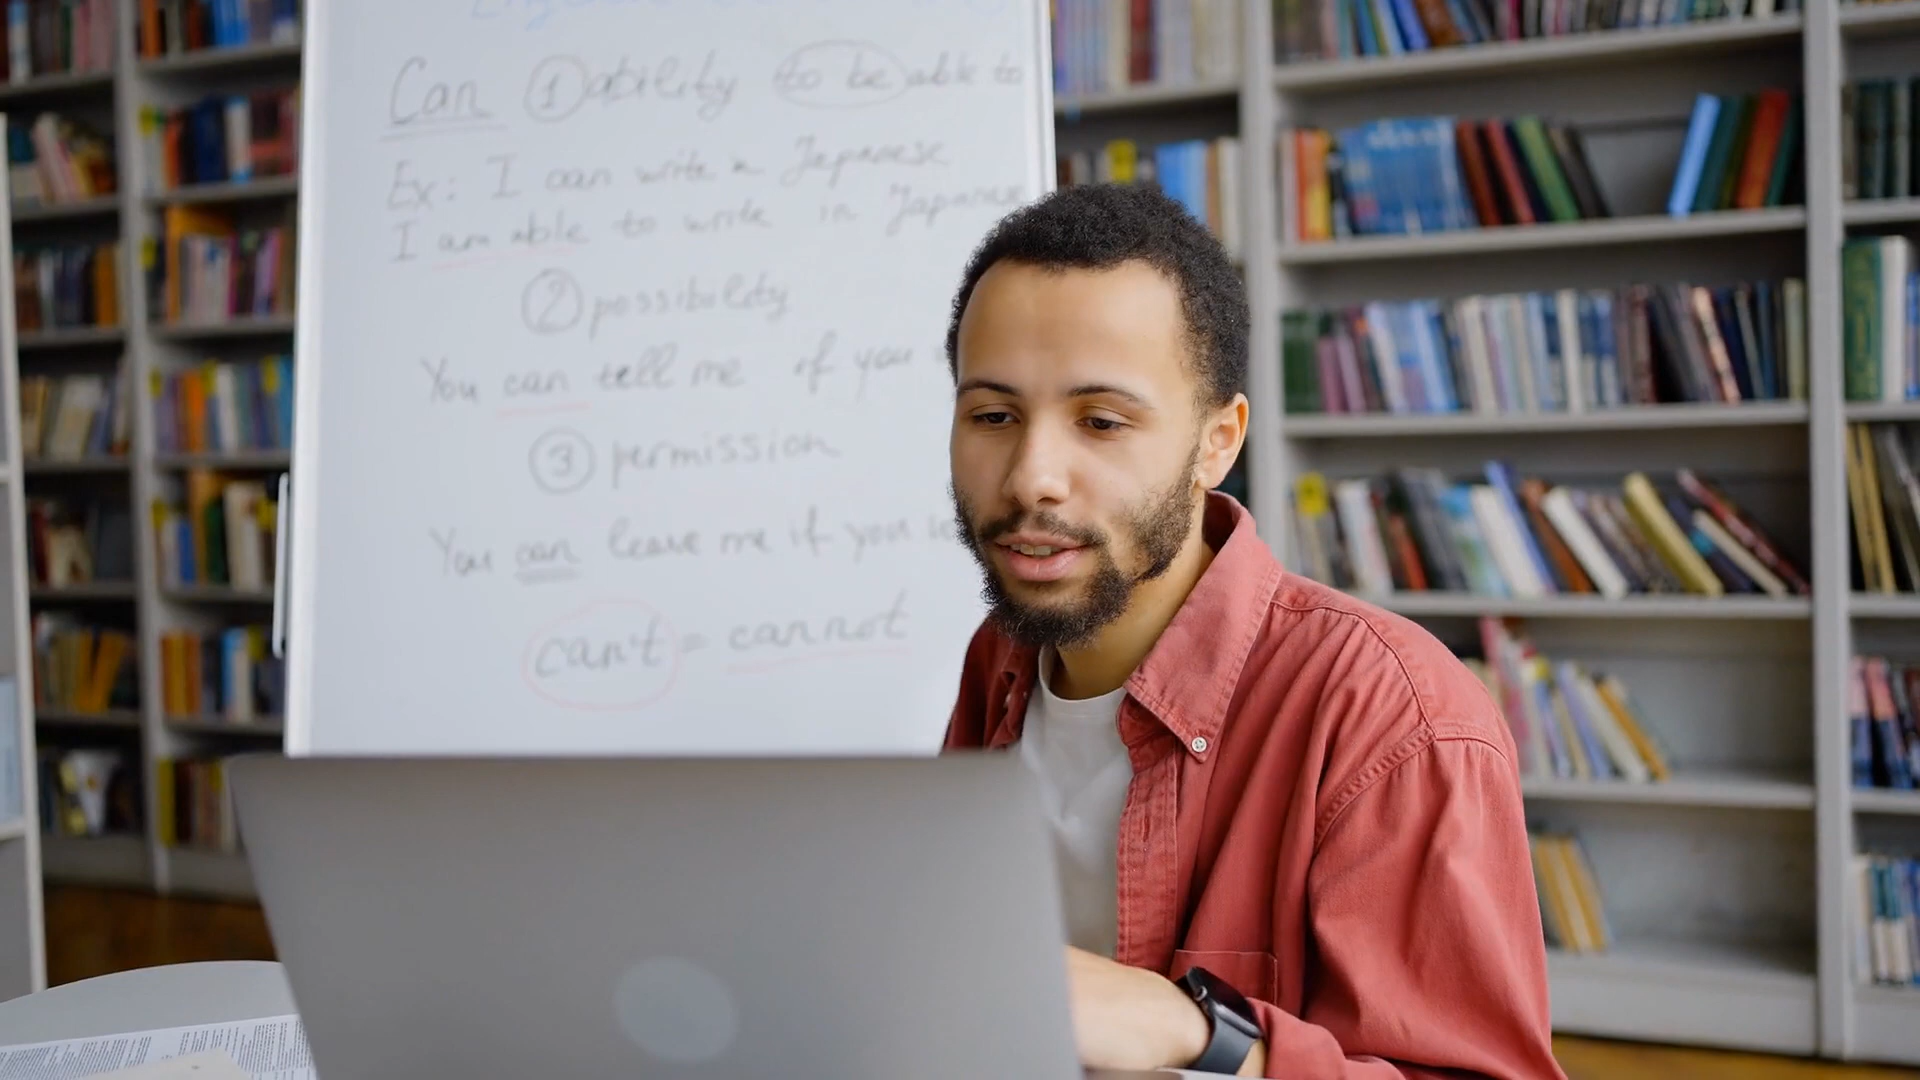 Can ① ability to be able to
Ex: I can write a Japanese
I am able to write in Japanese
② possibility
You can tell me if you
③ permission
You can leave me if you
can't = cannot